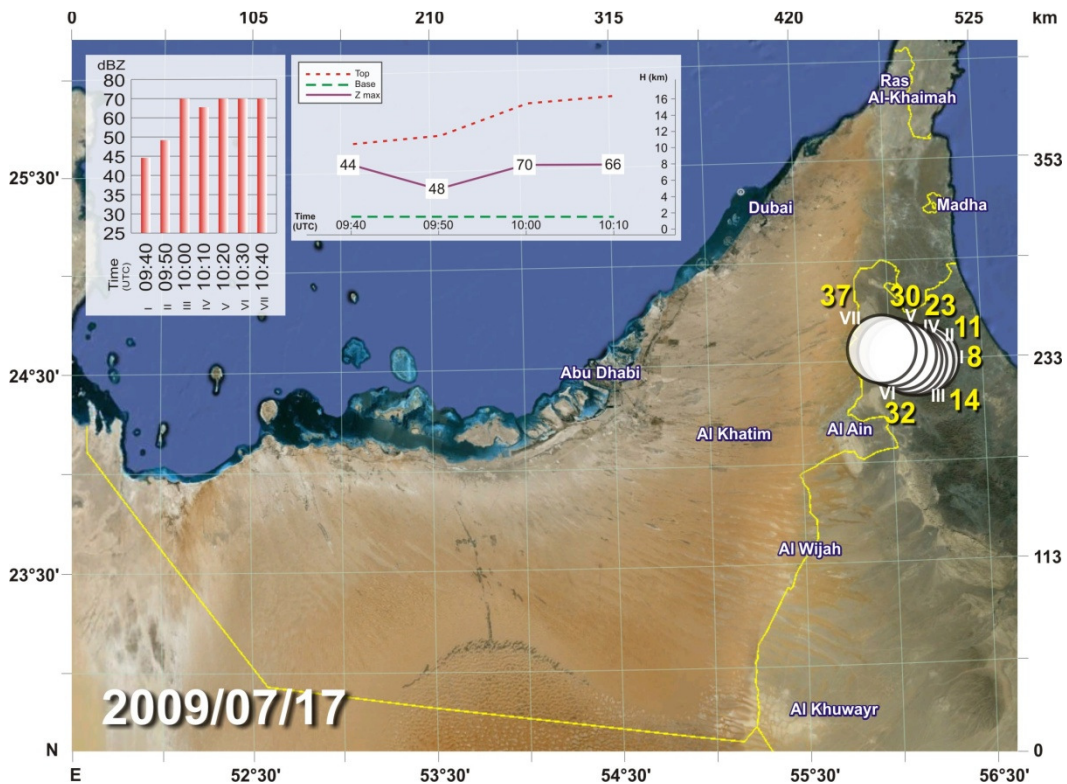 0 105 210 315 420 525 km
dBZ
80
70
70
60
50
45
45
35
30
25
Time
(UTC)
09:40
09:50
10:00
10:10
10:20
10:30
10:40
I
II
III
IV
V
VI
VII
Top
Base
Z max
H (km)
16
14
12
10
8
6
4
2
0
44
48
70
66
Time
(UTC)
09:40 09:50 10:00 10:10
Ras
Al-Khaimah
353
25°30'
Madha
Dubai
37
30
23
VII
V
IV
11
II
I
8
233
24°30'
Abu Dhabi
VI
III
14
32
Al Khatim
Al Ain
Al Wijah
113
23°30'
2009/07/17
Al Khuwayr
N
0
E
52°30' 53°30' 54°30' 55°30' 56°30'